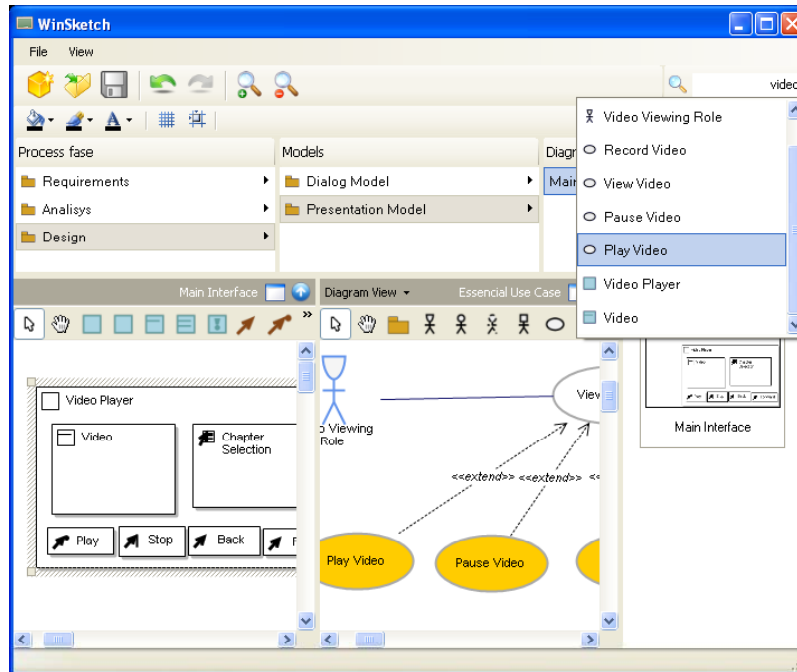 WinSketch
File View
video
Process fase Models Diagr
Requirements Dialog Model Main
Analisys Presentation Model
Design
Video Viewing Role
Record Video
View Video
Pause Video
Play Video
Video Player
Video
Main Interface Diagram View Essencial Use Case
Video Player
Video Chapter
Selection
Play Stop Back F
o Viewing
Role
View
<<extend>> <<extend>> <<
Play Video Pause Video
Main Interface